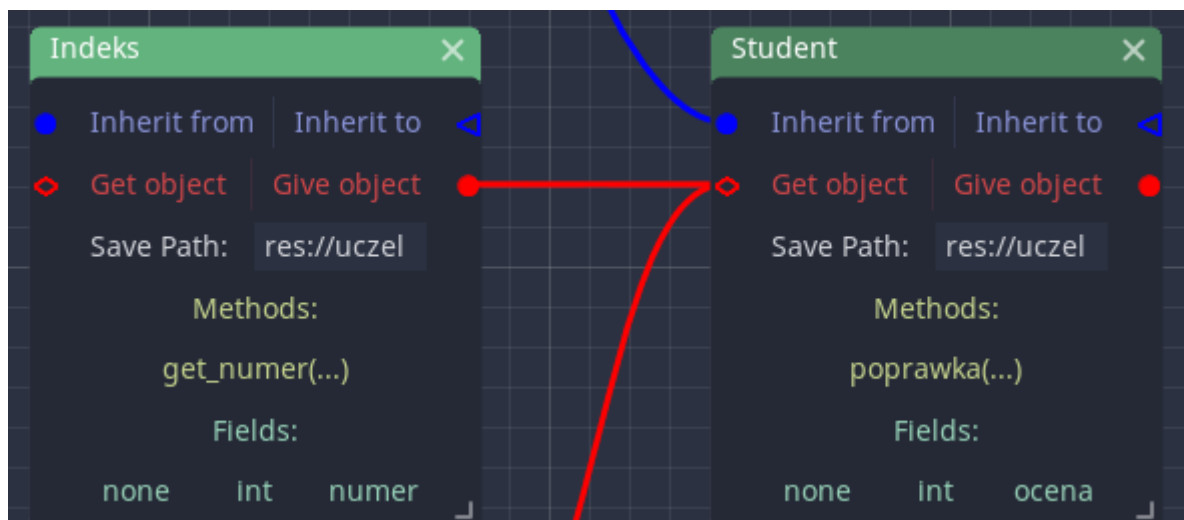 Indeks
Inherit from Inherit to
Get object Give object
Save Path: res://uczel
Methods:
get_numer(...)
Fields:
none int numer
Student
Inherit from Inherit to
Get object Give object
Save Path: res://uczel
Methods:
poprawka(...)
Fields:
none int ocena